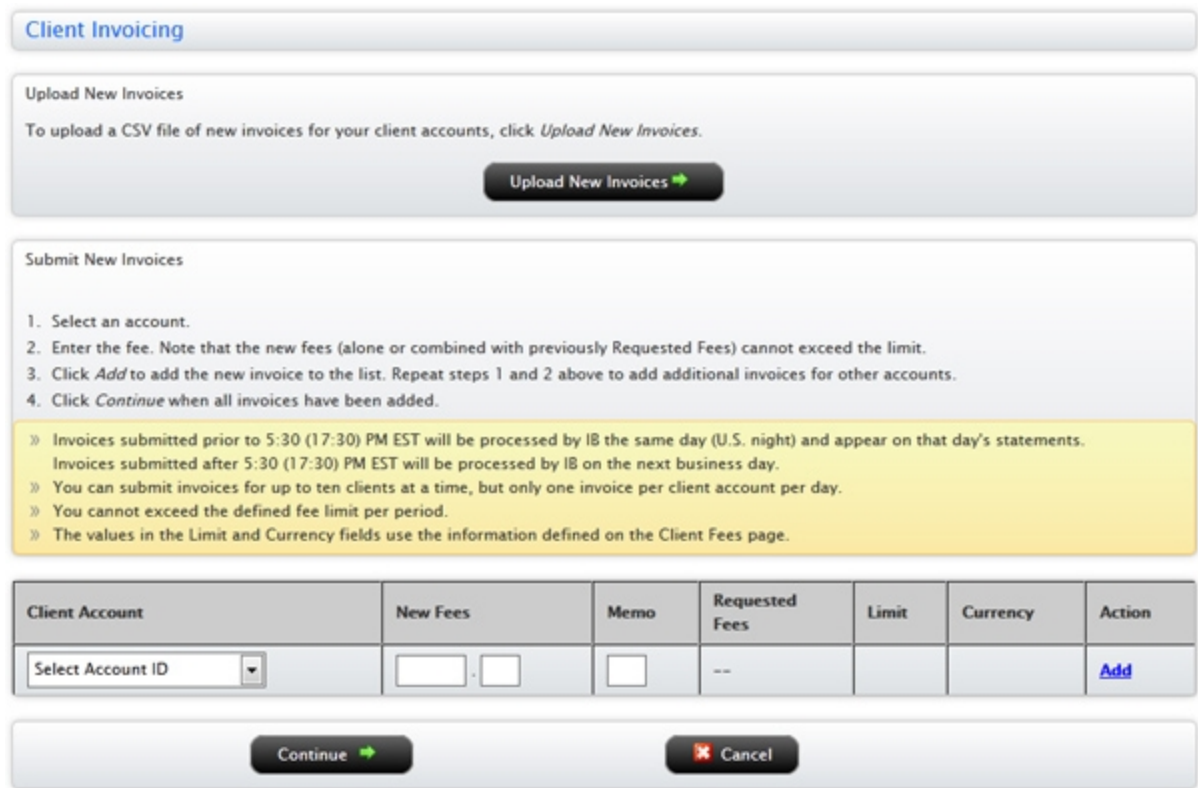 Client Invoicing
Upload New Invoices
To upload a CSV file of new invoices for your client accounts, click Upload New Invoices.
Upload New Invoices
Submit New Invoices
1. Select an account.
2. Enter the fee. Note that the new fees (alone or combined with previously Requested Fees) cannot exceed the limit.
3. Click Add to add the new invoice to the list. Repeat steps 1 and 2 above to add additional invoices for other accounts.
4. Click Continue when all invoices have been added.
» Invoices submitted prior to 5:30 (17:30) PM EST will be processed by IB the same day (U.S. night) and appear on that day's statements.
Invoices submitted after 5:30 (17:30) PM EST will be processed by IB on the next business day.
» You can submit invoices for up to ten clients at a time, but only one invoice per client account per day.
» You cannot exceed the defined fee limit per period.
» The values in the Limit and Currency fields use the information defined on the Client Fees page.
Client Account New Fees Memo Requested Fees Limit Currency Action
Select Account ID . -- Add
Continue Cancel